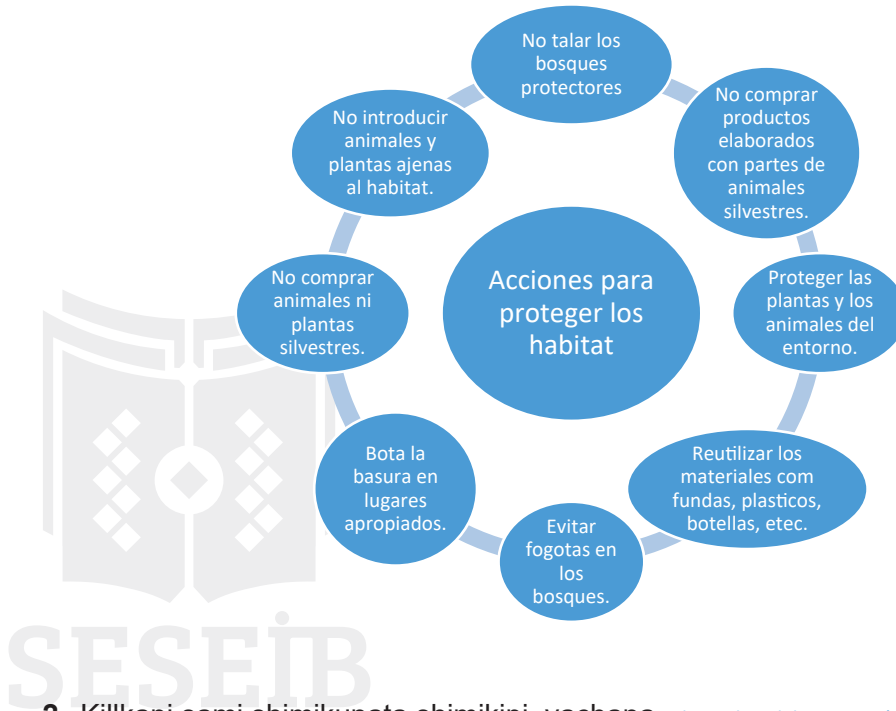 No talar los
bosques
protectores
No comprar
productos
elaborados
con partes de
animales
silvestres.
Proteger las
plantas y los
animales del
entorno.
Reutilizar los
materiales com
fundas, plasticos,
botellas, etec.
Evitar
fogotas en
los
bosques.
Bota la
basura en
lugares
apropiados.
No comprar
animales ni
plantas
silvestres.
No introducir
animales y
plantas ajenas
al habitat.
Acciones para
proteger los
habitat
SESEIB